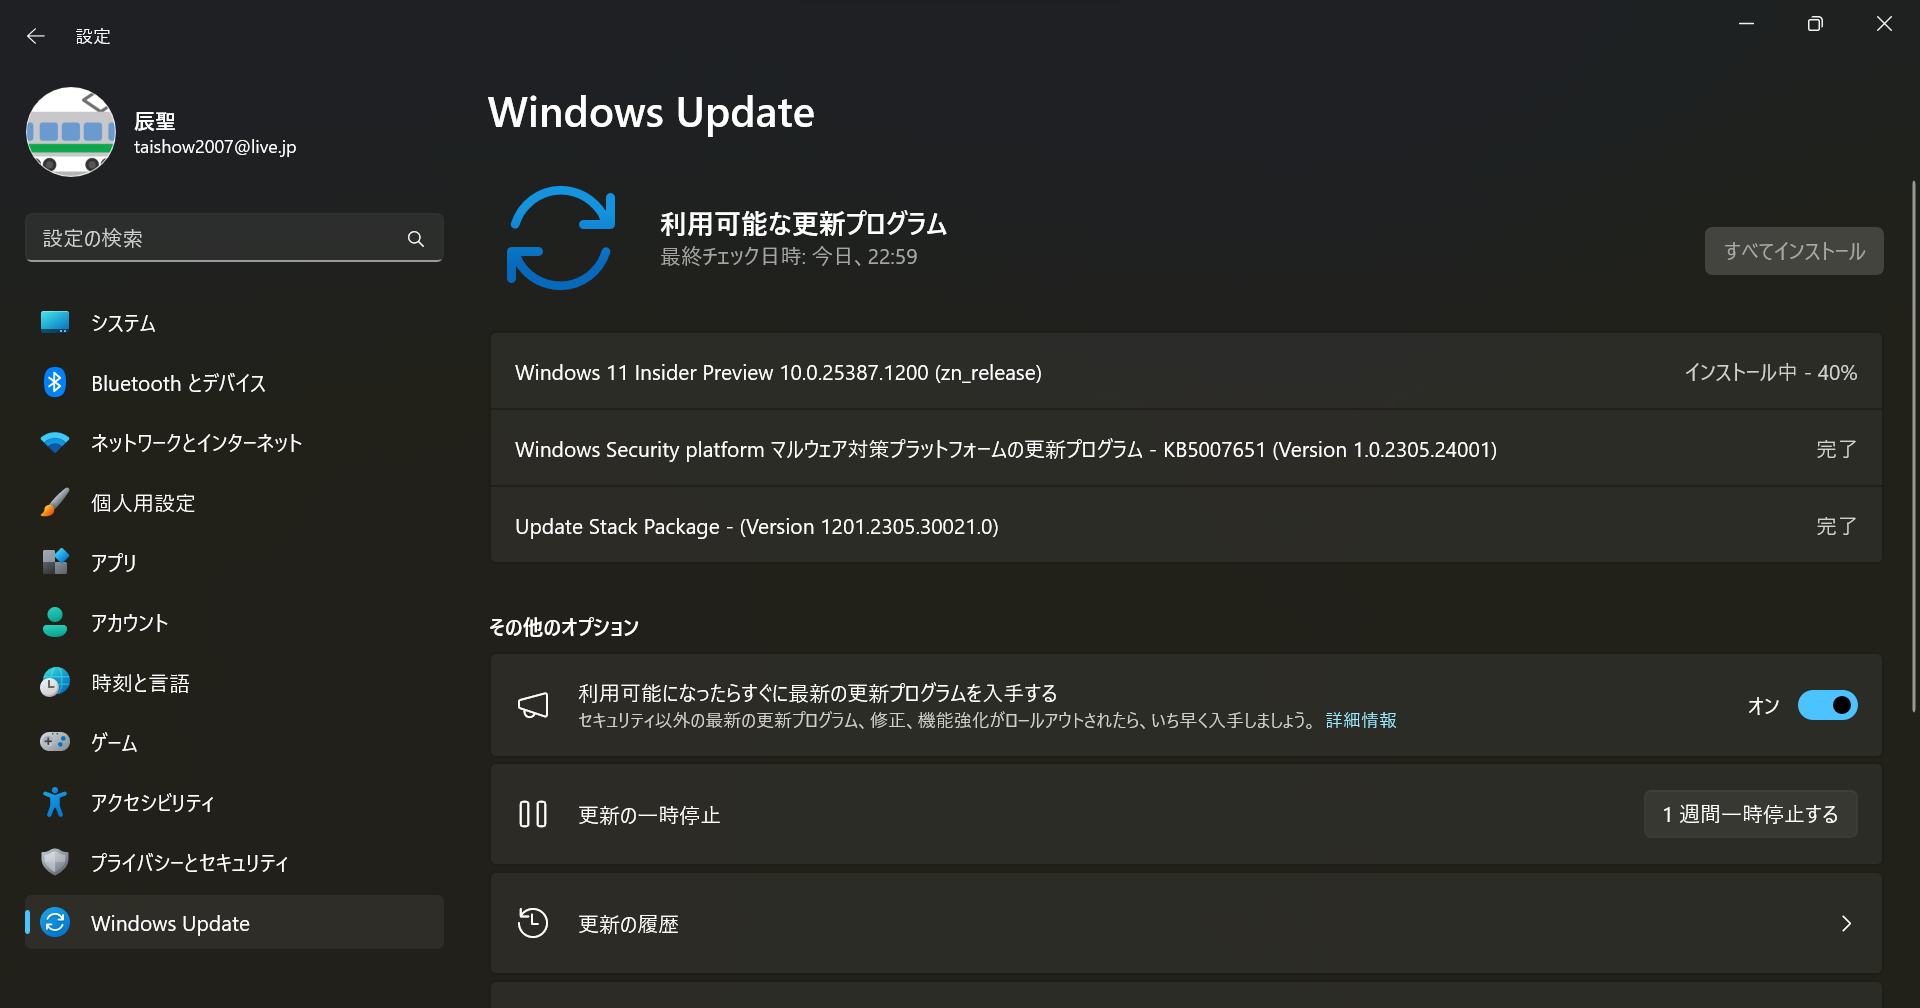 設定
辰聖
taishow2007@live.jp
設定の検索
システム
Bluetooth とデバイス
ネットワークとインターネット
個人用設定
アプリ
アカウント
時刻と言語
ゲーム
アクセシビリティ
プライバシーとセキュリティ
Windows Update
Windows Update
利用可能な更新プログラム
最終チェック日時: 今日、22:59
すべてインストール
Windows 11 Insider Preview 10.0.25387.1200 (zn_release)
インストール中 - 40%
Windows Security platform マルウェア対策プラットフォームの更新プログラム - KB5007651 (Version 1.0.2305.24001)
完了
Update Stack Package - (Version 1201.2305.30021.0)
完了
その他のオプション
利用可能になったらすぐに最新の更新プログラムを入手する
セキュリティ以外の最新の更新プログラム、修正、機能強化がロールアウトされたら、いち早く入手しましょう。 詳細情報
オン
更新の一時停止
1 週間一時停止する
更新の履歴